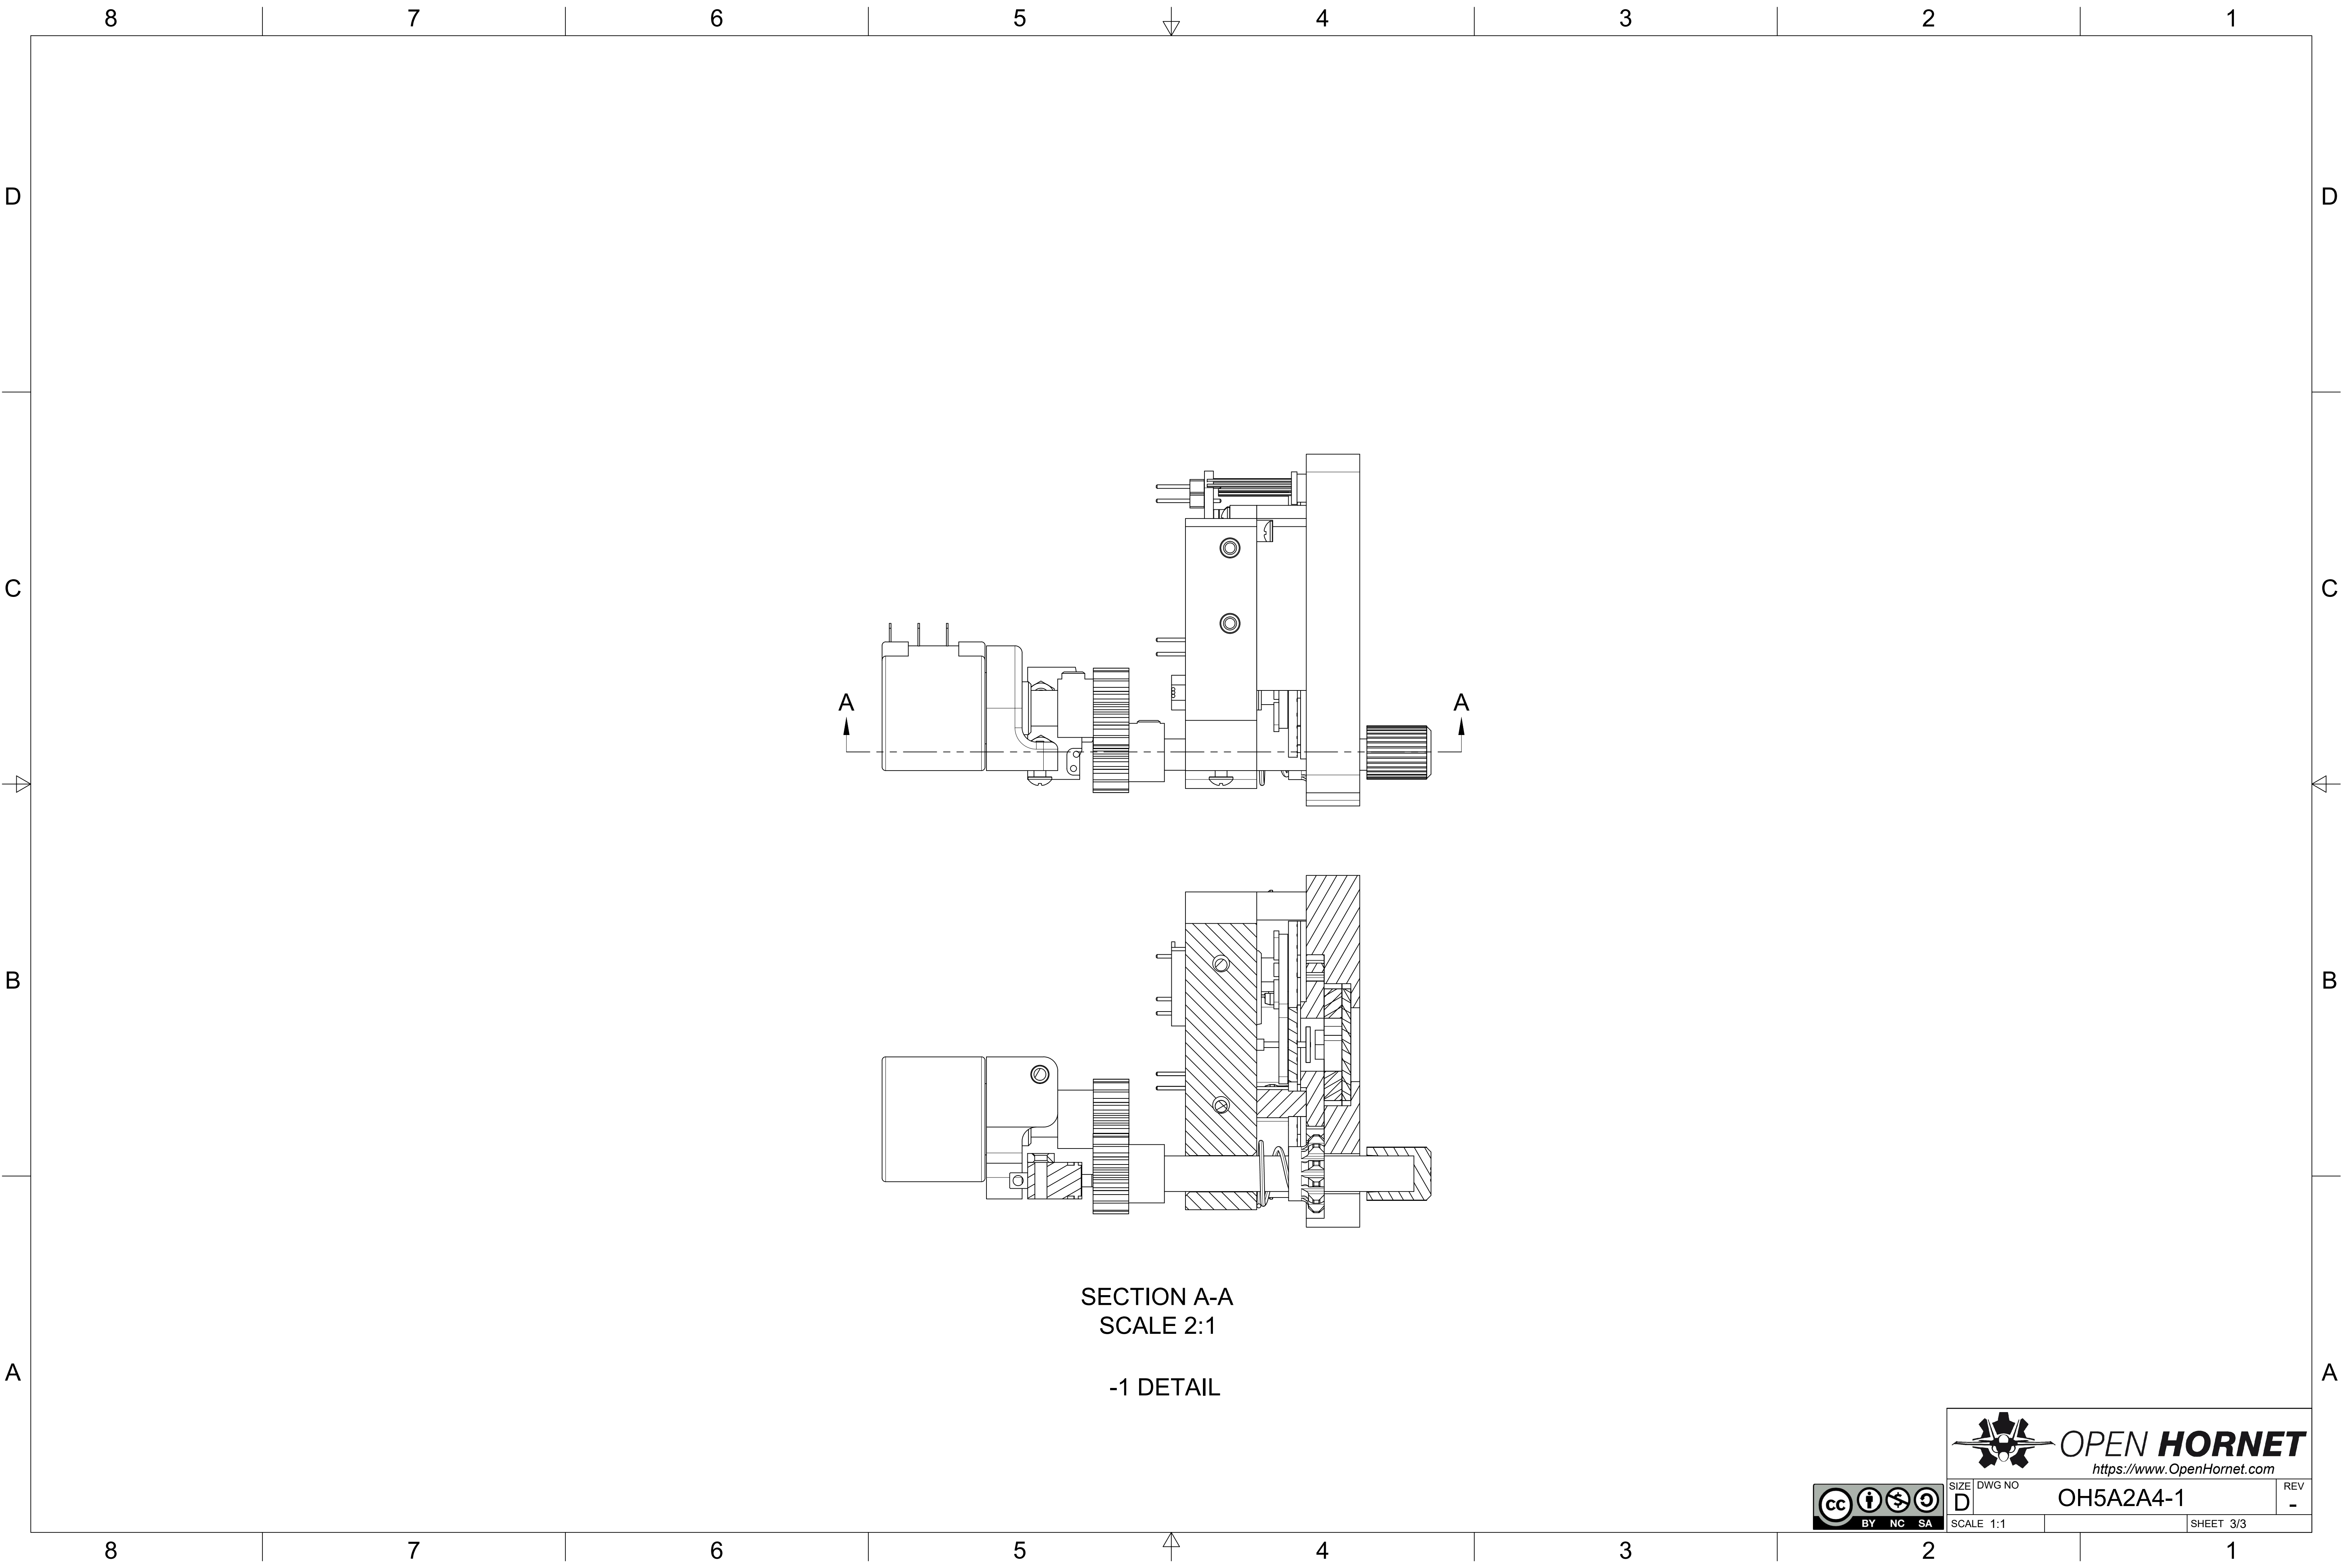 8 7 6 5 4 3 2 1
D D
A A
C C
B B
SECTION A-A
SCALE 2:1
-1 DETAIL
A A
OPEN HORNET
https://www.OpenHornet.com
SIZE DWG NO REV
D OH5A2A4-1 -
cc BY NC SA
SCALE 1:1 SHEET 3/3
8 7 6 5 4 3 2 1